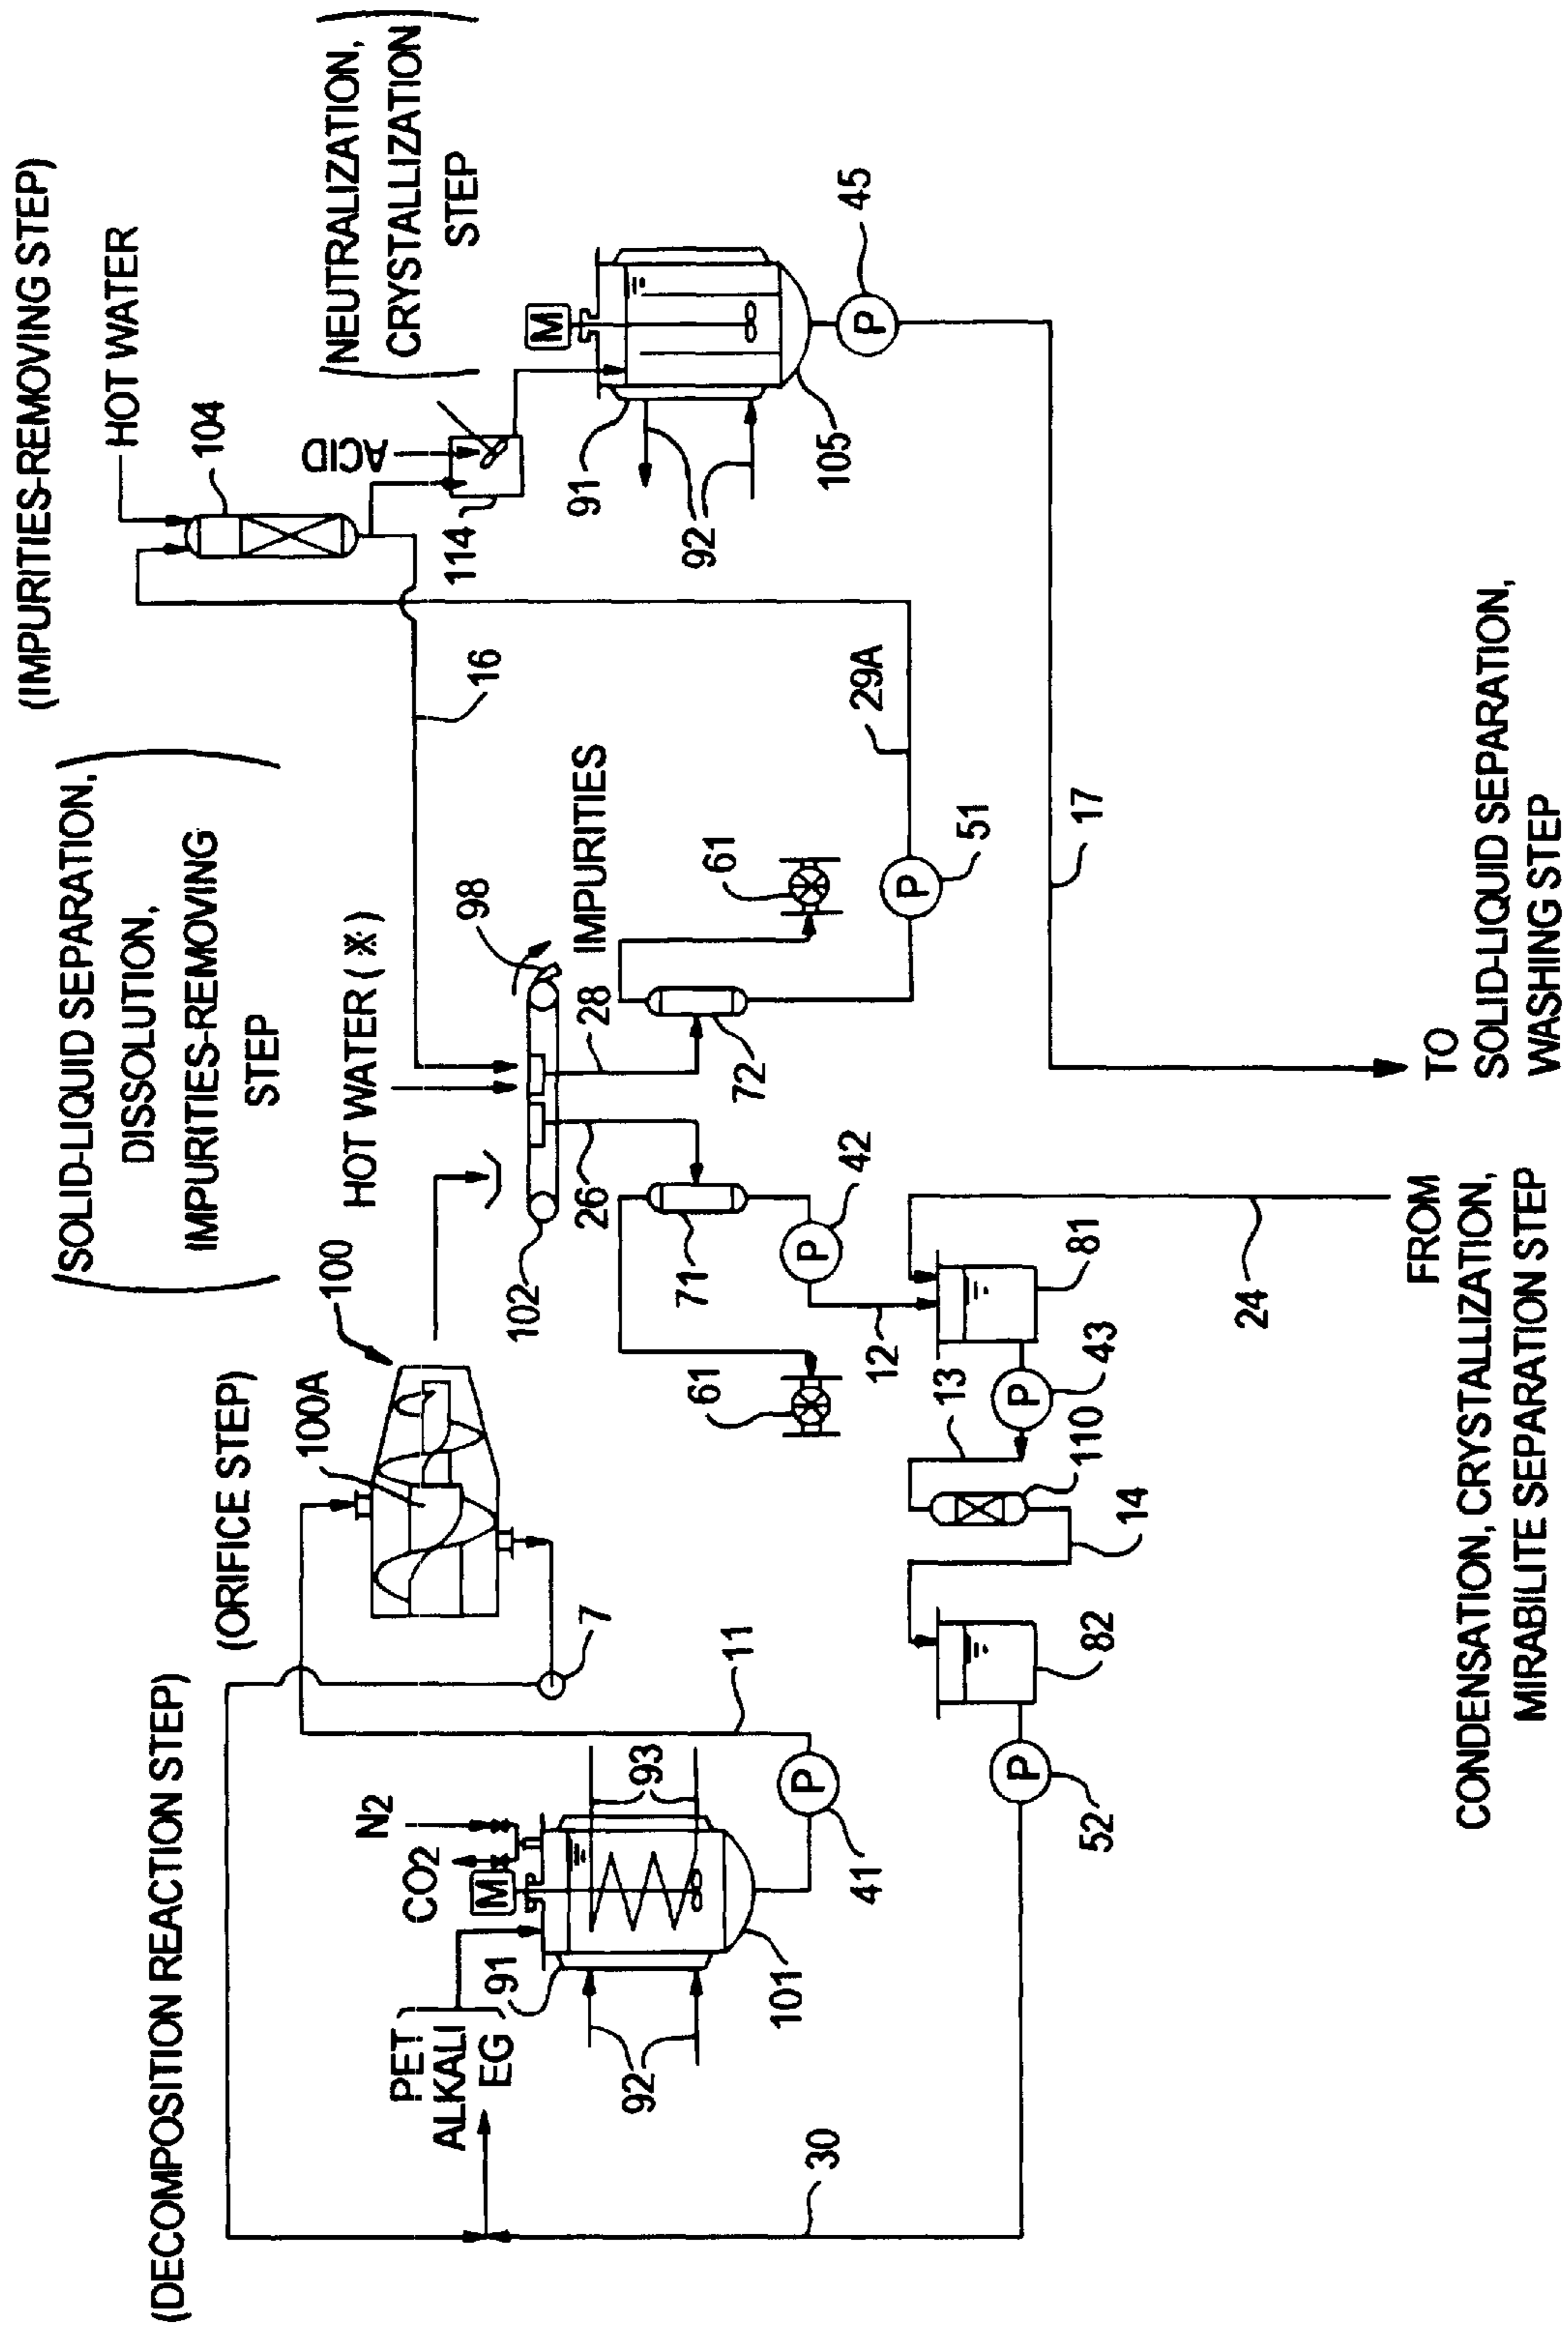 (DECOMPOSITION REACTION STEP)
(ORIFICE STEP)
(SOLID-LIQUID SEPARATION,
DISSOLUTION,
IMPURITIES-REMOVING
STEP)
(IMPURITIES-REMOVING STEP)
(NEUTRALIZATION,
CRYSTALLIZATION
STEP)
PET
ALKALI
EG
CO2
N2
M
91
92
93
101
P
41
11
30
7
100A
100
HOT WATER (※)
102
98
IMPURITIES
26
28
71
72
61
61
P
42
12
P
51
29A
16
HOT WATER
104
ACID
114
M
91
92
105
P
45
17
81
24
13
P
43
110
14
82
P
52
FROM
CONDENSATION, CRYSTALLIZATION,
MIRABILITE SEPARATION STEP
TO
SOLID-LIQUID SEPARATION,
WASHING STEP